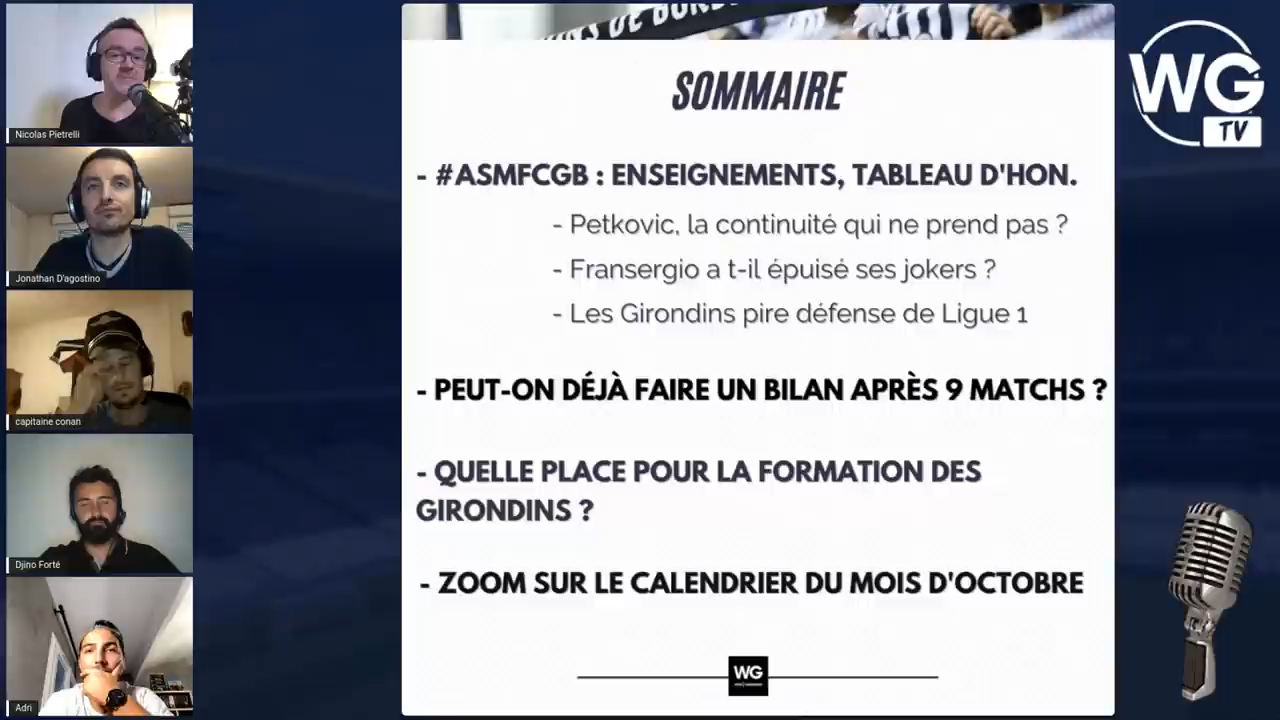 NS DE BORD
SOMMAIRE
- #ASMFCGB : ENSEIGNEMENTS, TABLEAU D'HON.
- Petkovic, la continuité qui ne prend pas ?
- Fransergio a t-il épuisé ses jokers ?
- Les Girondins pire défense de Ligue 1
- PEUT-ON DÉJÀ FAIRE UN BILAN APRÈS 9 MATCHS ?
- QUELLE PLACE POUR LA FORMATION DES
GIRONDINS ?
- ZOOM SUR LE CALENDRIER DU MOIS D'OCTOBRE
WG
WG
TV
Nicolas Pietrelli
Jonathan D'agostino
capitaine conan
Djino Forté
Adri